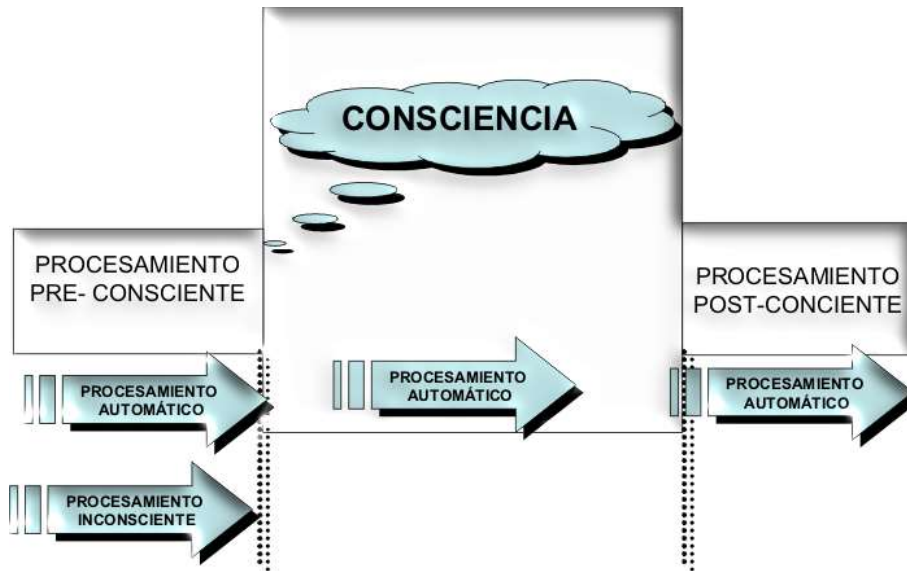 CONSCIENCIA
PROCESAMIENTO
PRE- CONSCIENTE
PROCESAMIENTO
POST-CONCIENTE
PROCESAMIENTO
AUTOMÁTICO
PROCESAMIENTO
AUTOMÁTICO
PROCESAMIENTO
AUTOMÁTICO
PROCESAMIENTO
INCONSCIENTE